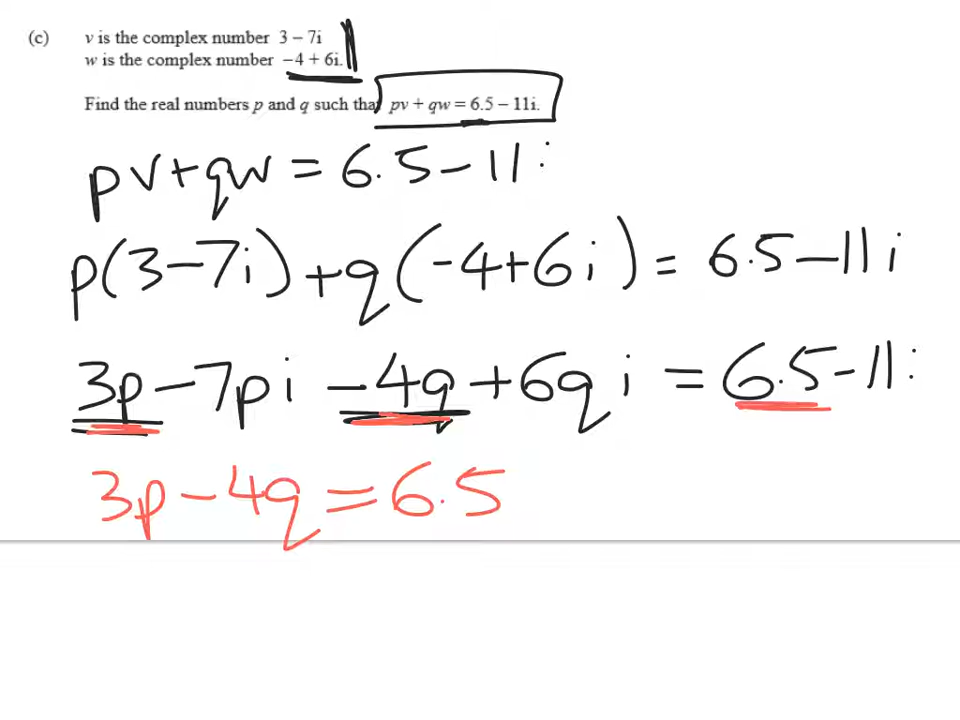 (c) v is the complex number 3 – 7i
w is the complex number −4 + 6i.
Find the real numbers p and q such that pv + qw = 6.5 – 11i.
pv+qw = 6.5-11i
p(3-7i)+q(-4+6i) = 6.5-11i
3p-7pi -4q+6qi = 6.5-11i
3p-4q=6.5